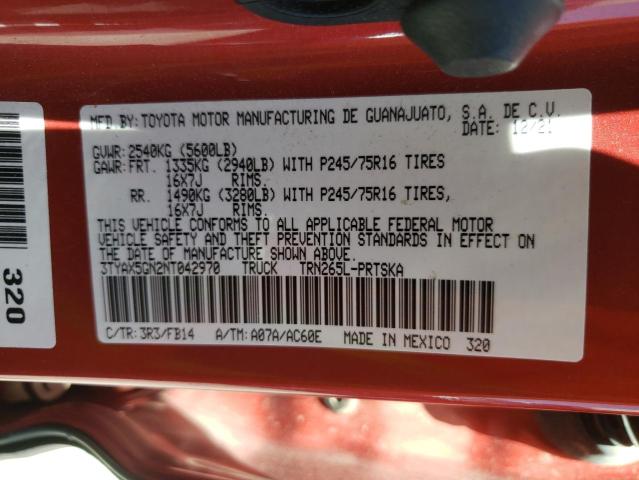 MFD.BY:TOYOTA MOTOR MANUFACTURING DE GUANAJUATO, S.A. DE C.V.
DATE: 12/21
GVWR:2540KG (5600LB)
GAWR:FRT. 1335KG (2940LB) WITH P245/75R16 TIRES
16X7J RIMS.
RR. 1490KG (3280LB) WITH P245/75R16 TIRES,
16X7J RIMS.
THIS VEHICLE CONFORMS TO ALL APPLICABLE FEDERAL MOTOR
VEHICLE SAFETY AND THEFT PREVENTION STANDARDS IN EFFECT ON
THE DATE OF MANUFACTURE SHOWN ABOVE.
3TYAX5GN2NT042970 TRUCK TRN265L-PRTSKA
C/TR:3R3/FB14 A/TM:A07A/AC60E MADE IN MEXICO 320
320